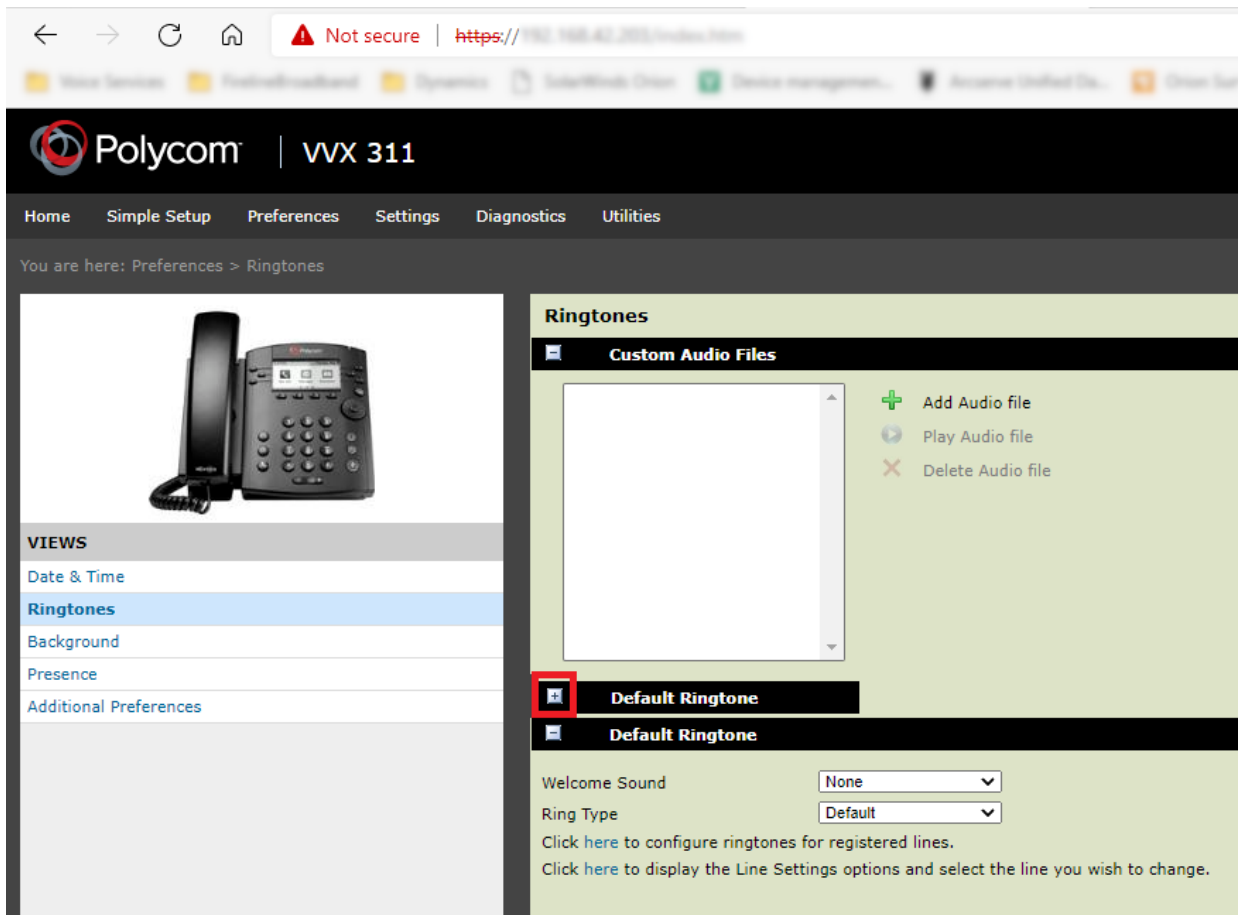 Not secure | https://
Polycom | VVX 311
Home Simple Setup Preferences Settings Diagnostics Utilities
You are here: Preferences > Ringtones
VIEWS
Date & Time
Ringtones
Background
Presence
Additional Preferences
Ringtones
Custom Audio Files
Add Audio file
Play Audio file
Delete Audio file
Default Ringtone
Default Ringtone
Welcome Sound None
Ring Type Default
Click here to configure ringtones for registered lines.
Click here to display the Line Settings options and select the line you wish to change.